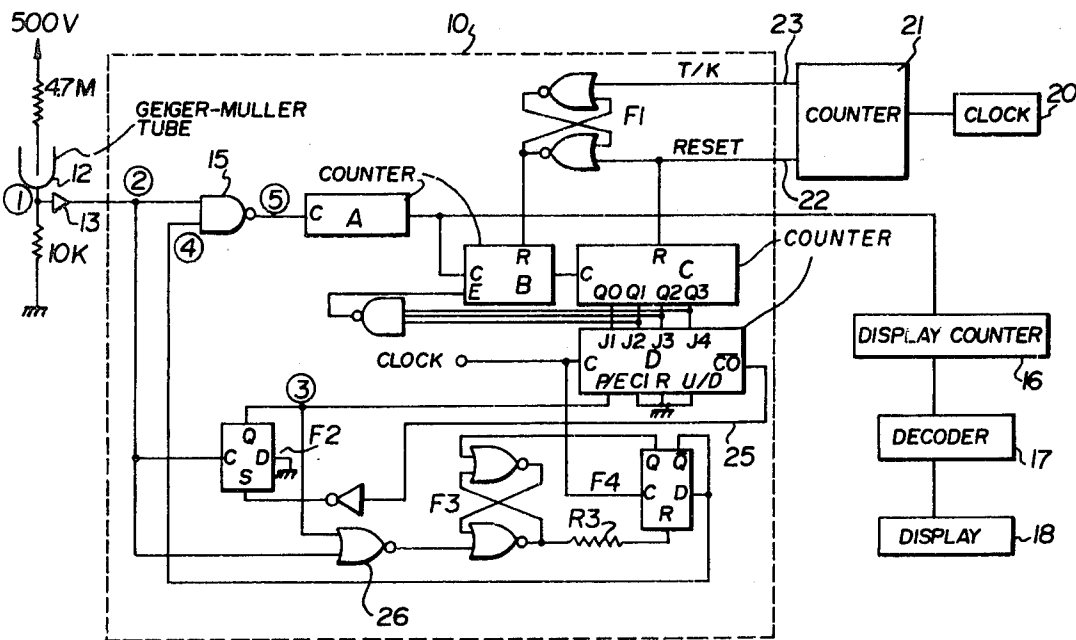 500V
10
23
21
T/K
4.7M
COUNTER
20
CLOCK
GEIGER-MULLER
TUBE
F1
15
COUNTER
RESET
12
22
1
2
5
C A
13
4
COUNTER
10K
R
C B
E
R
C C
Q0 Q1 Q2 Q3
J1 J2 J3 J4
CLOCK
C D C̅O̅
P/E CI R U/D
DISPLAY COUNTER
16
3
Q F2
C D
S
25
DECODER
17
Q Q̅
F4 C D
F3
R3
R
DISPLAY
18
26